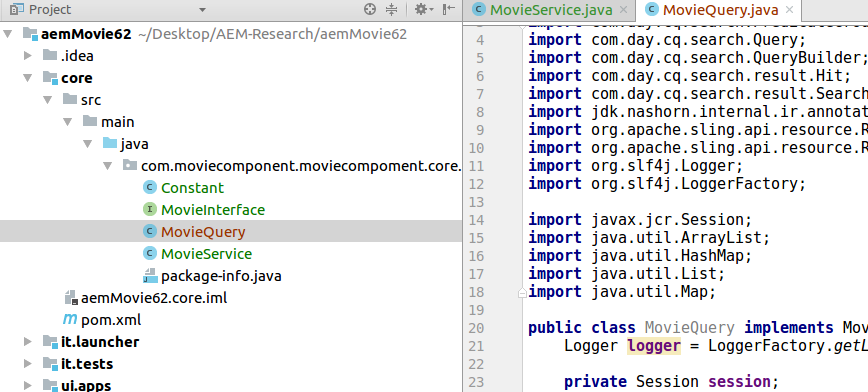 Project
aemMovie62 ~/Desktop/AEM-Research/aemMovie62
.idea
core
src
main
java
com.moviecomponent.moviecompoment.core.
Constant
MovieInterface
MovieQuery
MovieService
package-info.java
aemMovie62.core.iml
pom.xml
it.launcher
it.tests
ui.apps
MovieService.java
MovieQuery.java
4 import com.day.cq.search.Query;
5 import com.day.cq.search.QueryBuilder;
6 import com.day.cq.search.result.Hit;
7 import com.day.cq.search.result.Search
8 import jdk.nashorn.internal.ir.annotat
9 import org.apache.sling.api.resource.R
10 import org.apache.sling.api.resource.R
11 import org.slf4j.Logger;
12 import org.slf4j.LoggerFactory;
13
14 import javax.jcr.Session;
15 import java.util.ArrayList;
16 import java.util.HashMap;
17 import java.util.List;
18 import java.util.Map;
19
20 public class MovieQuery implements Mov
21 Logger logger = LoggerFactory.getL
22
23 private Session session;